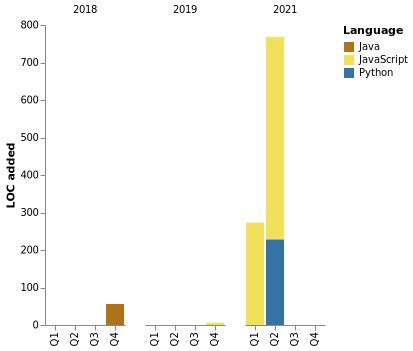 2018 2019 2021
Language
Java
JavaScript
Python
LOC added
800
700
600
500
400
300
200
100
0
Q1 Q2 Q3 Q4 Q1 Q2 Q3 Q4 Q1 Q2 Q3 Q4